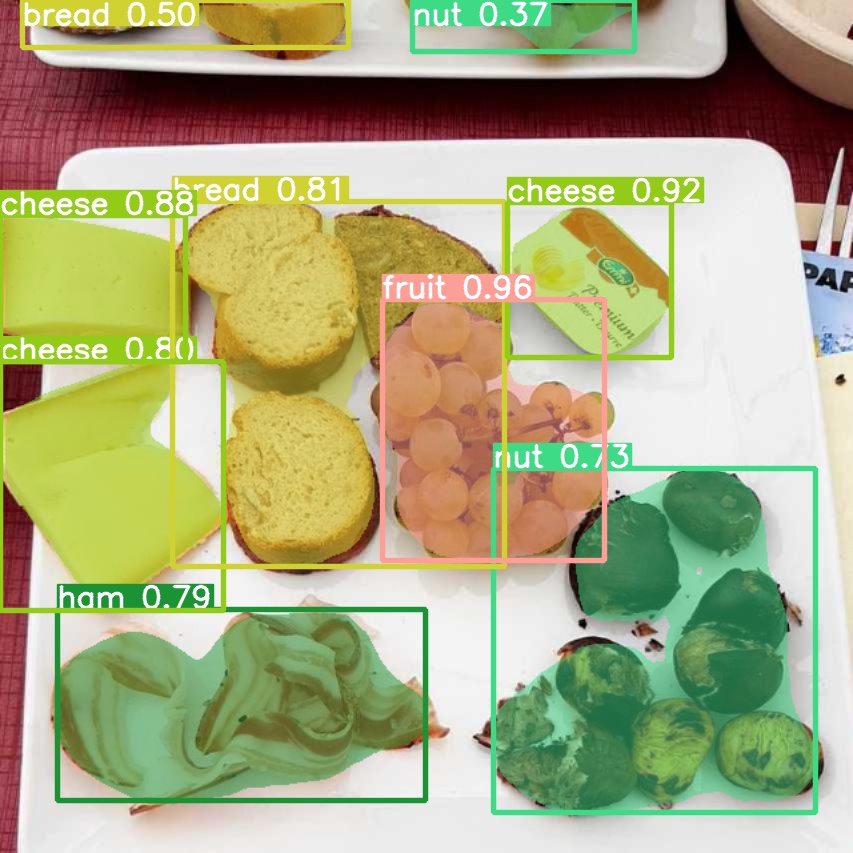 bread 0.50
nut 0.37
cheese 0.88
bread 0.81
cheese 0.92
Premium
PAP
fruit 0.96
cheese 0.80
nut 0.73
ham 0.79